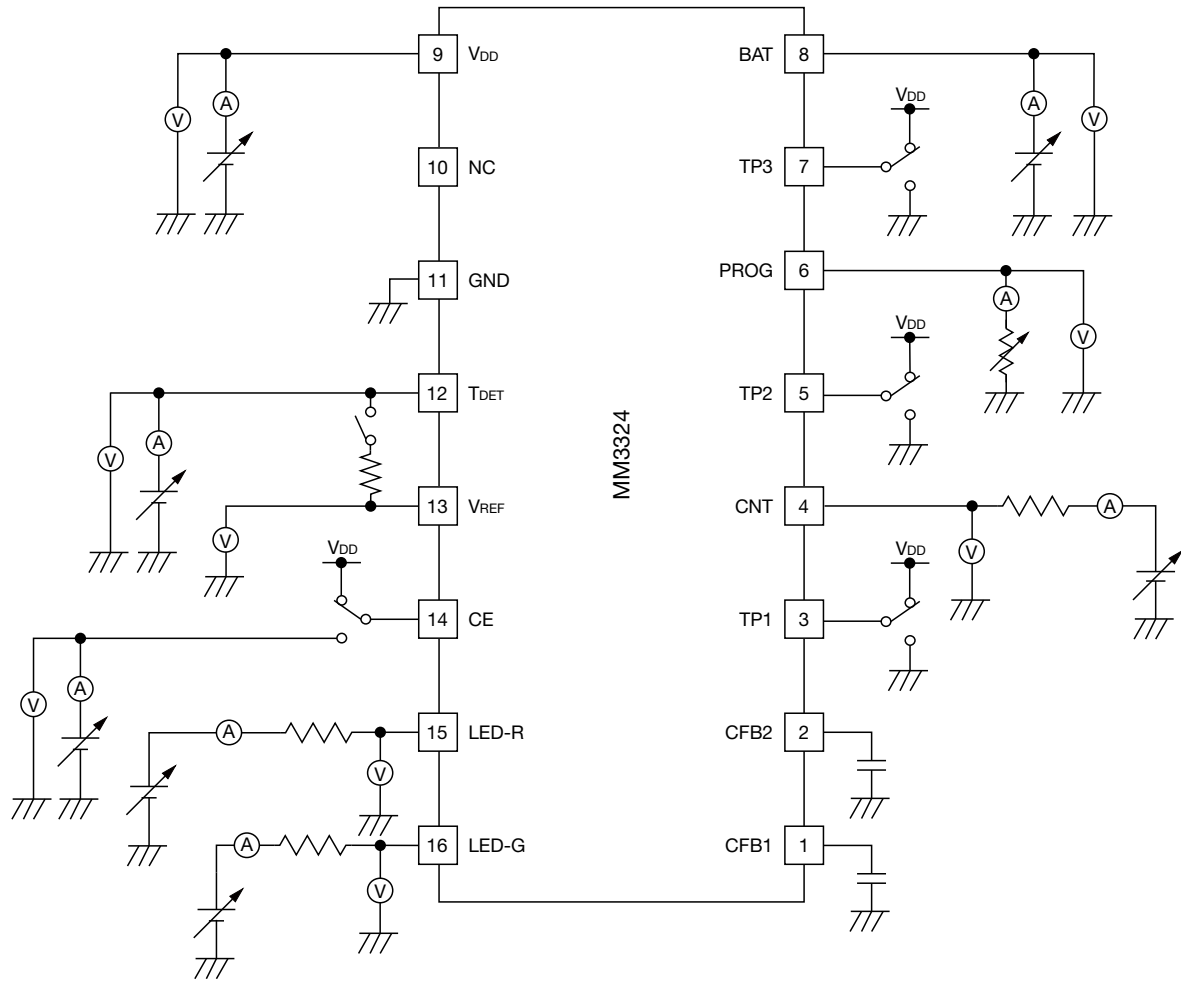 9 VDD
V A
10 NC
11 GND
12 TDET
V A
13 VREF
V
VDD
14 CE
V A
15 LED-R
A V
16 LED-G
A V
MM3324
BAT 8
A V
VDD
TP3 7
PROG 6
A V
VDD
TP2 5
CNT 4
A V
VDD
TP1 3
CFB2 2
CFB1 1